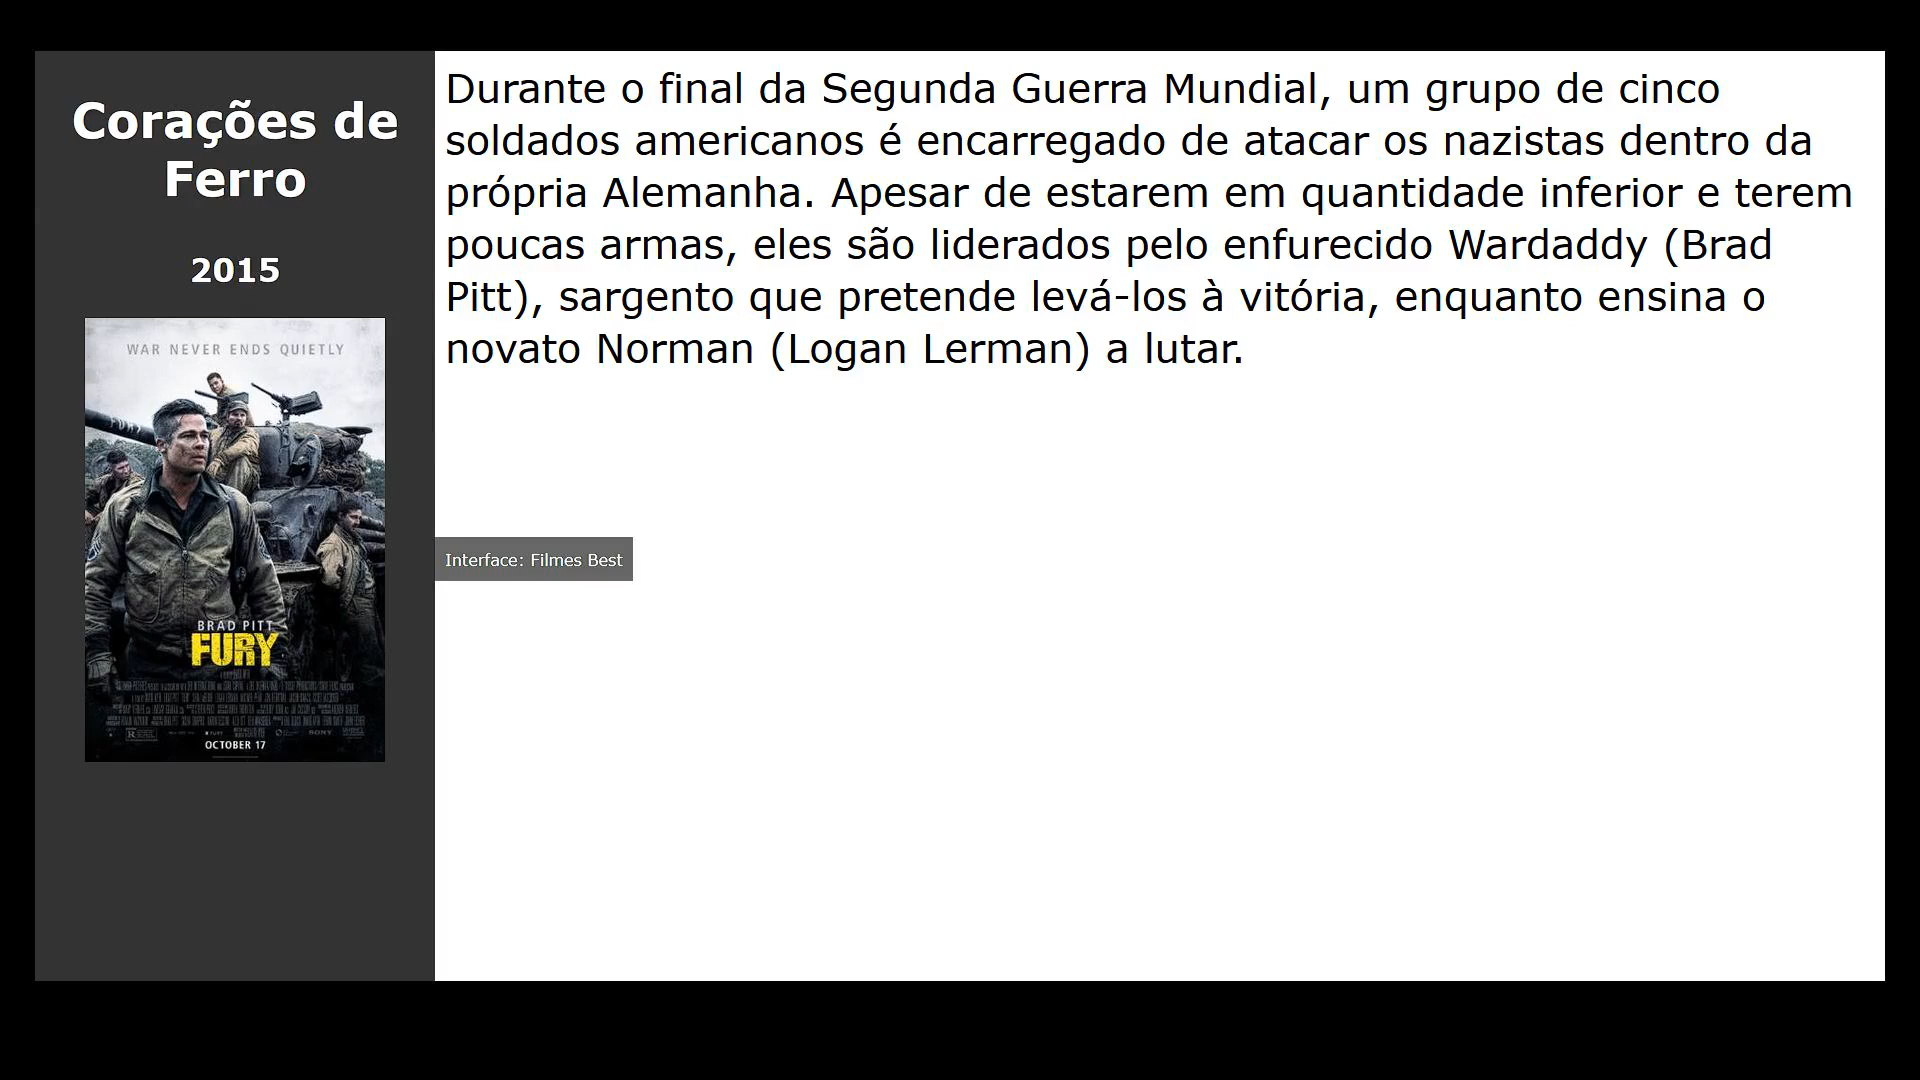 Corações de
Ferro
2015
WAR NEVER ENDS QUIETLY
FURY
BRAD PITT
FURY
R
FURY
SONY
OCTOBER 17
Durante o final da Segunda Guerra Mundial, um grupo de cinco
soldados americanos é encarregado de atacar os nazistas dentro da
própria Alemanha. Apesar de estarem em quantidade inferior e terem
poucas armas, eles são liderados pelo enfurecido Wardaddy (Brad
Pitt), sargento que pretende levá-los à vitória, enquanto ensina o
novato Norman (Logan Lerman) a lutar.
Interface: Filmes Best